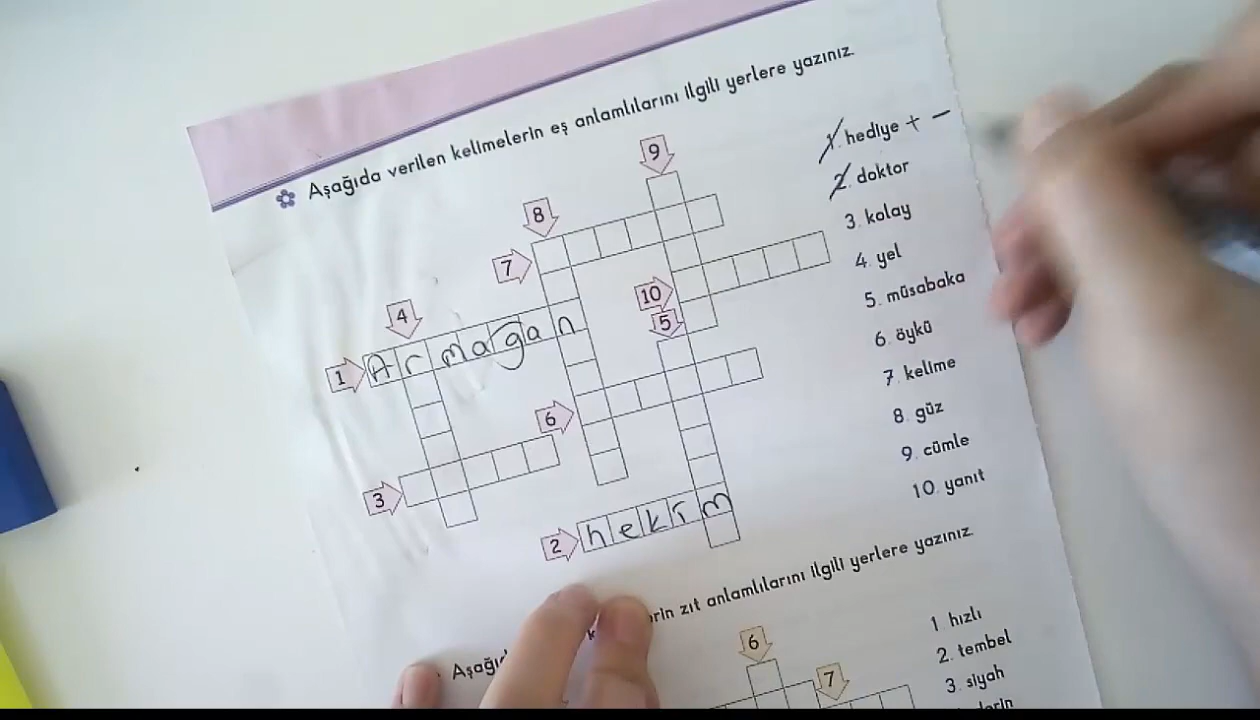 Aşağıda verilen kelimelerin eş anlamlılarını ilgili yerlere yazınız.
1. hediye + -
2. doktor
3. kolay
4. yel
5. müsabaka
6. öykü
7. kelime
8. güz
9. cümle
10. yanıt
9
8
7
10
5
4
1 Armağan
6
3
2 hekim
Aşağı
rin zıt anlamlılarını ilgili yerlere yazınız.
1 hızlı
2. tembel
3. siyah
6
7